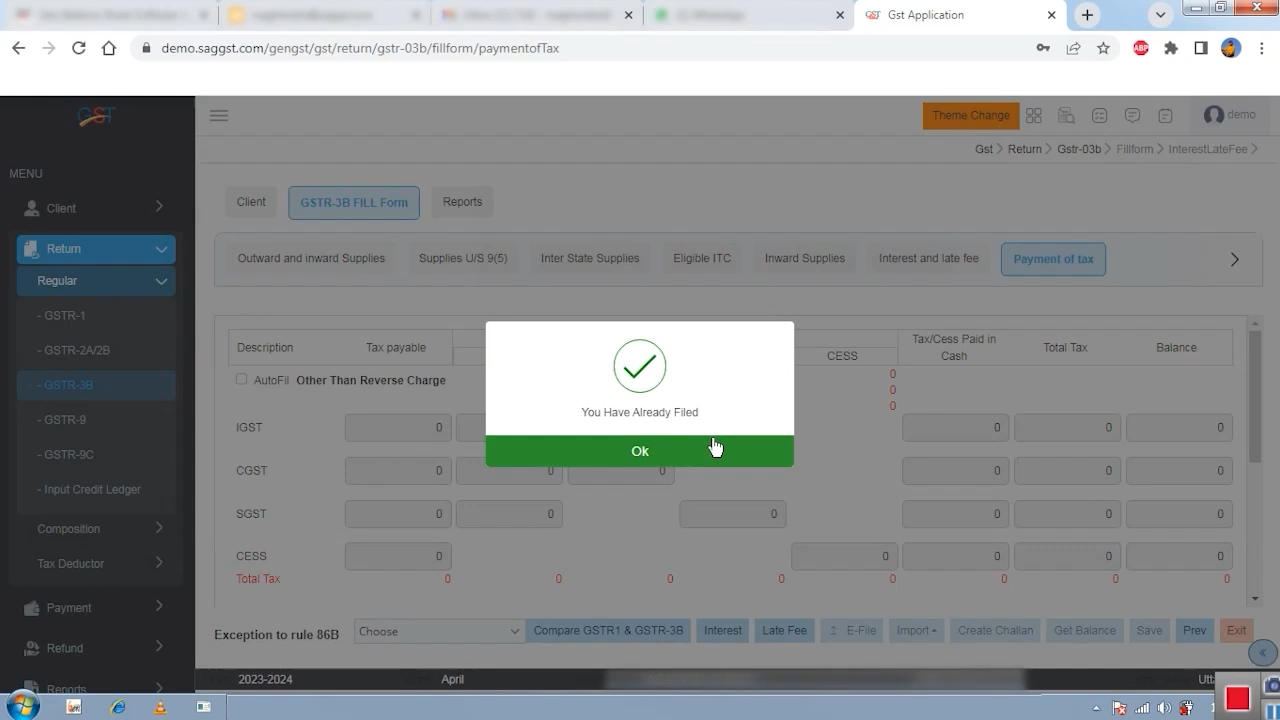 Gst Application
demo.saggst.com/gengst/gst/return/gstr-03b/fillform/paymentofTax
ABP
GST
Theme Change
demo
Gst > Return > Gstr-03b > Fillform > InterestLateFee >
MENU
Client
Return
Regular
- GSTR-1
- GSTR-2A/2B
- GSTR-3B
- GSTR-9
- GSTR-9C
- Input Credit Ledger
Composition
Tax Deductor
Payment
Refund
Reports
Client GSTR-3B FILL Form Reports
Outward and inward Supplies Supplies U/S 9(5) Inter State Supplies Eligible ITC Inward Supplies Interest and late fee Payment of tax
Description Tax payable CESS Tax/Cess Paid in Cash Total Tax Balance
AutoFil Other Than Reverse Charge 0
0
0
IGST 0 0 0 0
CGST 0 0 0 0 0 0
SGST 0 0 0 0 0 0
CESS 0 0 0 0 0
Total Tax 0 0 0 0 0 0 0 0
You Have Already Filed
Ok
Exception to rule 86B Choose Compare GSTR1 & GSTR-3B Interest Late Fee E-File Import Create Challan Get Balance Save Prev Exit
2023-2024 April